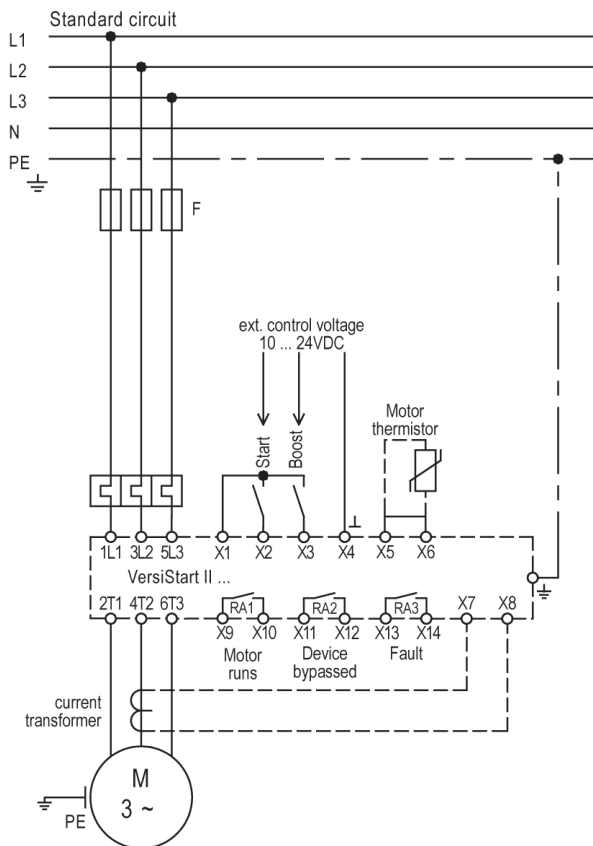 Standard circuit
L1
L2
L3
N
PE
F
ext. control voltage
10 ... 24VDC
Start
Boost
Motor
thermistor
1L1 3L2 5L3 X1 X2 X3 X4 ⊥ X5 X6
VersiStart II ...
2T1 4T2 6T3 RA1 RA2 RA3 X7 X8
X9 X10 X11 X12 X13 X14
Motor
runs
Device
bypassed
Fault
current
transformer
M
3 ~
PE